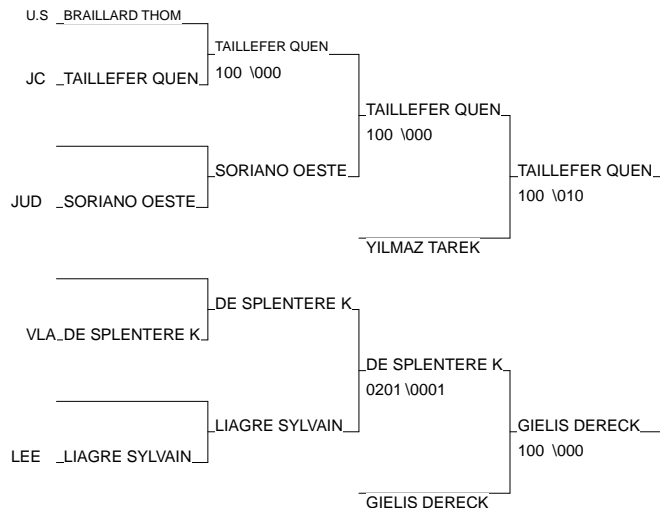 U.S BRAILLARD THOM
TAILLEFER QUEN
100 \000
JC TAILLEFER QUEN
TAILLEFER QUEN
100 \000
SORIANO OESTE
TAILLEFER QUEN
100 \010
JUD SORIANO OESTE
YILMAZ TAREK
DE SPLENTERE K
VLA DE SPLENTERE K
DE SPLENTERE K
0201 \0001
LIAGRE SYLVAIN
GIELIS DERECK
100 \000
LEE LIAGRE SYLVAIN
GIELIS DERECK